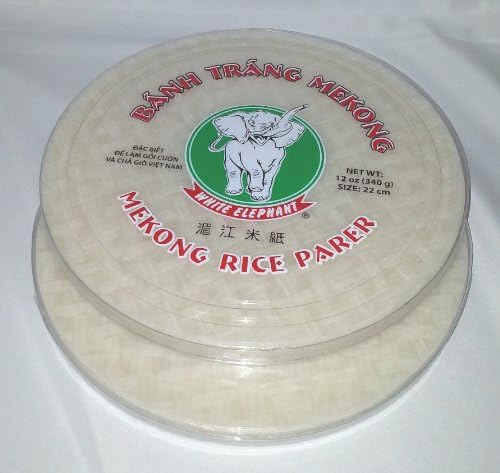 BÁNH TRÁNG MEKONG
ĐẶC BIỆT
ĐỂ LÀM GỎI CUỐN
VÀ CHẢ GIÒ VIỆT NAM
NET WT:
12 oz (340 g)
SIZE: 22 cm
WHITE ELEPHANT ®
湄江米紙
MEKONG RICE PARER